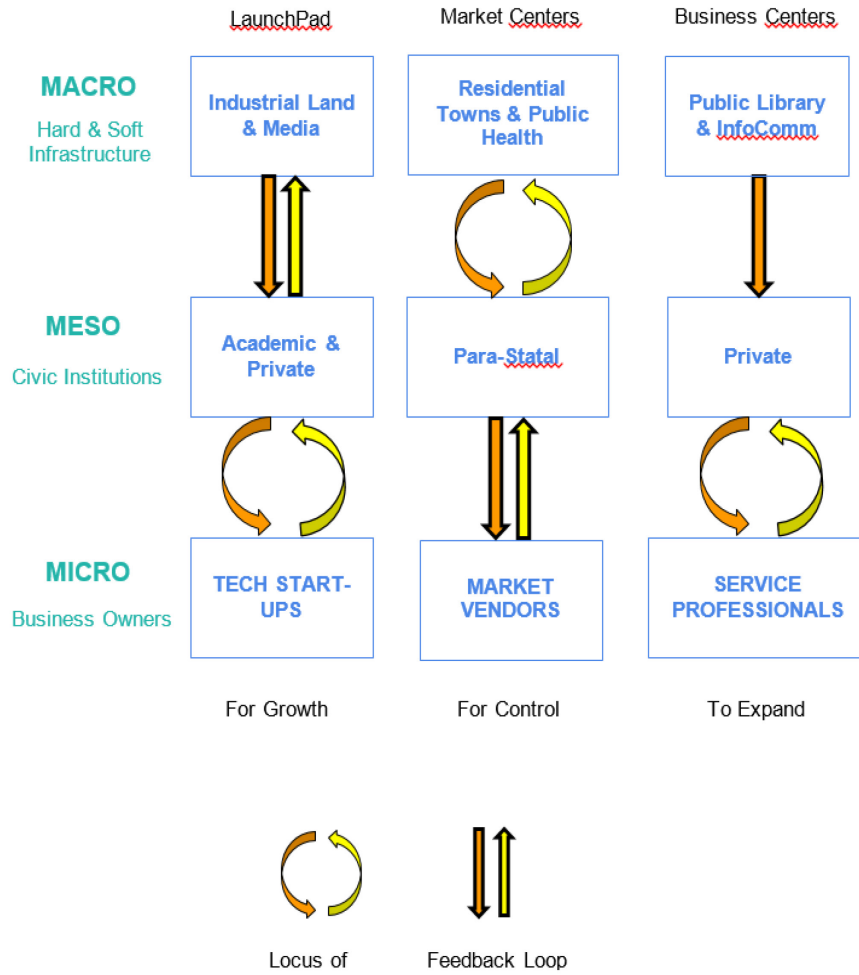 LaunchPad
Market Centers
Business Centers
MACRO
Hard & Soft
Infrastructure
Industrial Land
& Media
Residential
Towns & Public
Health
Public Library
& InfoComm
MESO
Civic Institutions
Academic &
Private
Para-Statal
Private
MICRO
Business Owners
TECH START-
UPS
MARKET
VENDORS
SERVICE
PROFESSIONALS
For Growth
For Control
To Expand
Locus of
Feedback Loop